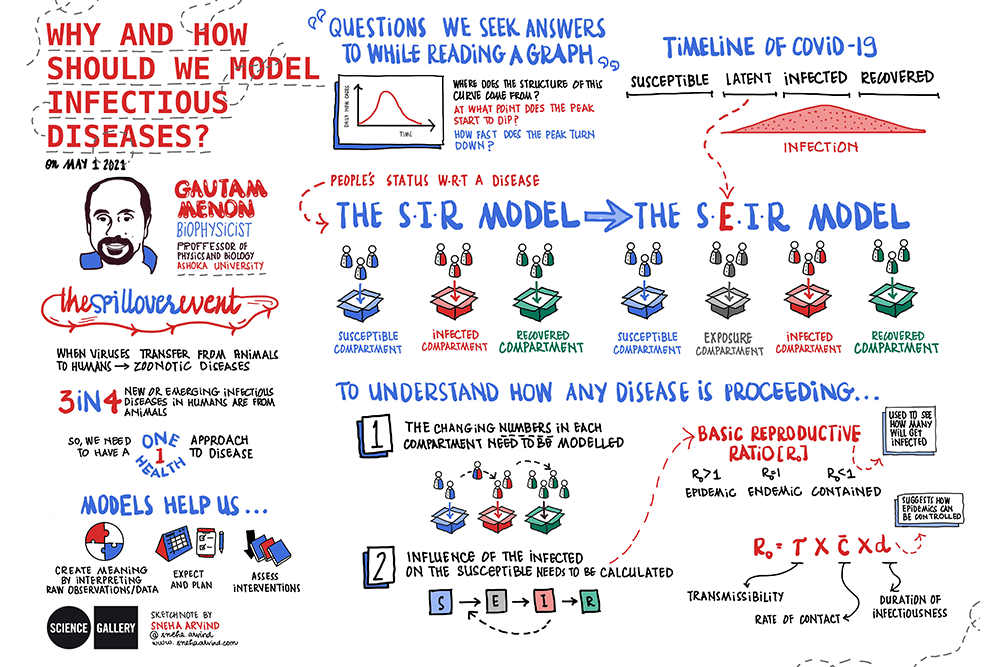 WHY AND HOW
SHOULD WE MODEL
INFECTIOUS
DISEASES?
ON MAY 1 2021
GAUTAM
MENON
BIOPHYSICIST
PROFFESSOR OF
PHYSICS AND BIOLOGY
ASHOKA UNIVERSITY
the spillover event
WHEN VIRUSES TRANSFER FROM ANIMALS
TO HUMANS → ZOONOTIC DISEASES
3 IN 4
NEW OR EMERGING INFECTIOUS
DISEASES IN HUMANS ARE FROM
ANIMALS
SO, WE NEED
TO HAVE A
ONE
1
HEALTH
APPROACH
TO DISEASE
MODELS HELP US...
CREATE MEANING
BY INTERPRETING
RAW OBSERVATIONS/DATA
EXPECT
AND PLAN
ASSESS
INTERVENTIONS
SCIENCE
GALLERY
SKETCHNOTE BY
SNEHA ARVIND
@sneha.arvind
www.snehaarvind.com
QUESTIONS WE SEEK ANSWERS
TO WHILE READING A GRAPH
DAILY NEW CASES
TIME
WHERE DOES THE STRUCTURE OF THIS
CURVE COME FROM?
AT WHAT POINT DOES THE PEAK
START TO DIP?
HOW FAST DOES THE PEAK TURN
DOWN?
TIMELINE OF COVID-19
SUSCEPTIBLE LATENT INFECTED RECOVERED
INFECTION
PEOPLE'S STATUS W.R.T A DISEASE
THE S.I.R MODEL → THE S.E.I.R MODEL
SUSCEPTIBLE
COMPARTMENT
INFECTED
COMPARTMENT
RECOVERED
COMPARTMENT
SUSCEPTIBLE
COMPARTMENT
EXPOSURE
COMPARTMENT
INFECTED
COMPARTMENT
RECOVERED
COMPARTMENT
TO UNDERSTAND HOW ANY DISEASE IS PROCEEDING...
1
THE CHANGING NUMBERS IN EACH
COMPARTMENT NEED TO BE MODELLED
2
INFLUENCE OF THE INFECTED
ON THE SUSCEPTIBLE NEEDS TO BE CALCULATED
S → E → I → R
BASIC REPRODUCTIVE
RATIO [R₀]
USED TO SEE
HOW MANY
WILL GET
INFECTED
R₀>1 R₀=1 R₀<1
EPIDEMIC ENDEMIC CONTAINED
SUGGESTS HOW
EPIDEMICS CAN
BE CONTROLLED
R₀ = T X C̄ X d
TRANSMISSIBILITY
RATE OF CONTACT
DURATION OF
INFECTIOUSNESS